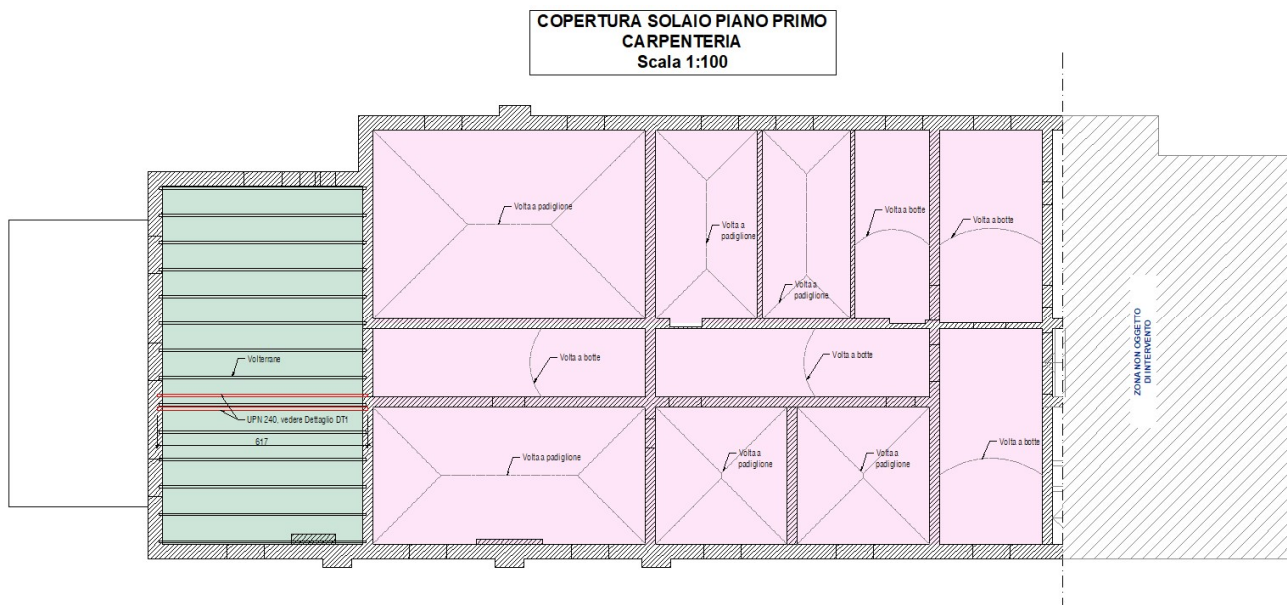 COPERTURA SOLAIO PIANO PRIMO
CARPENTERIA
Scala 1:100
Volta a padiglione
Volta a
padiglione
Volta a
padiglione
Volta a botte
Volta a botte
Volterrane
UPN 240, vedere Dettaglio DT1
617
Volta a botte
Volta a botte
Volta a padiglione
Volta a
padiglione
Volta a
padiglione
Volta a botte
ZONA NON OGGETTO
DI INTERVENTO